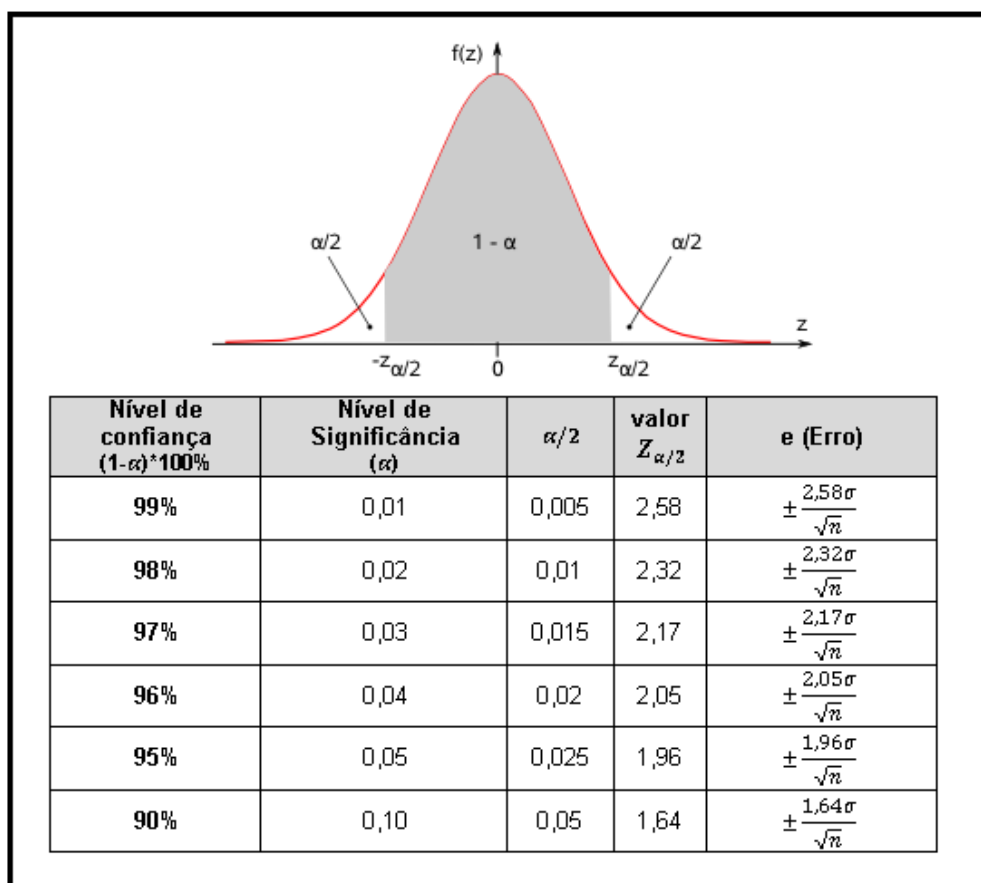 f(z)
α/2
1 - α
α/2
z
-zα/2
0
zα/2
Nível de confiança (1-α)*100%
Nível de Significância (α)
α/2
valor Zα/2
e (Erro)
99%
0,01
0,005
2,58
± 2,58σ/√n
98%
0,02
0,01
2,32
± 2,32σ/√n
97%
0,03
0,015
2,17
± 2,17σ/√n
96%
0,04
0,02
2,05
± 2,05σ/√n
95%
0,05
0,025
1,96
± 1,96σ/√n
90%
0,10
0,05
1,64
± 1,64σ/√n